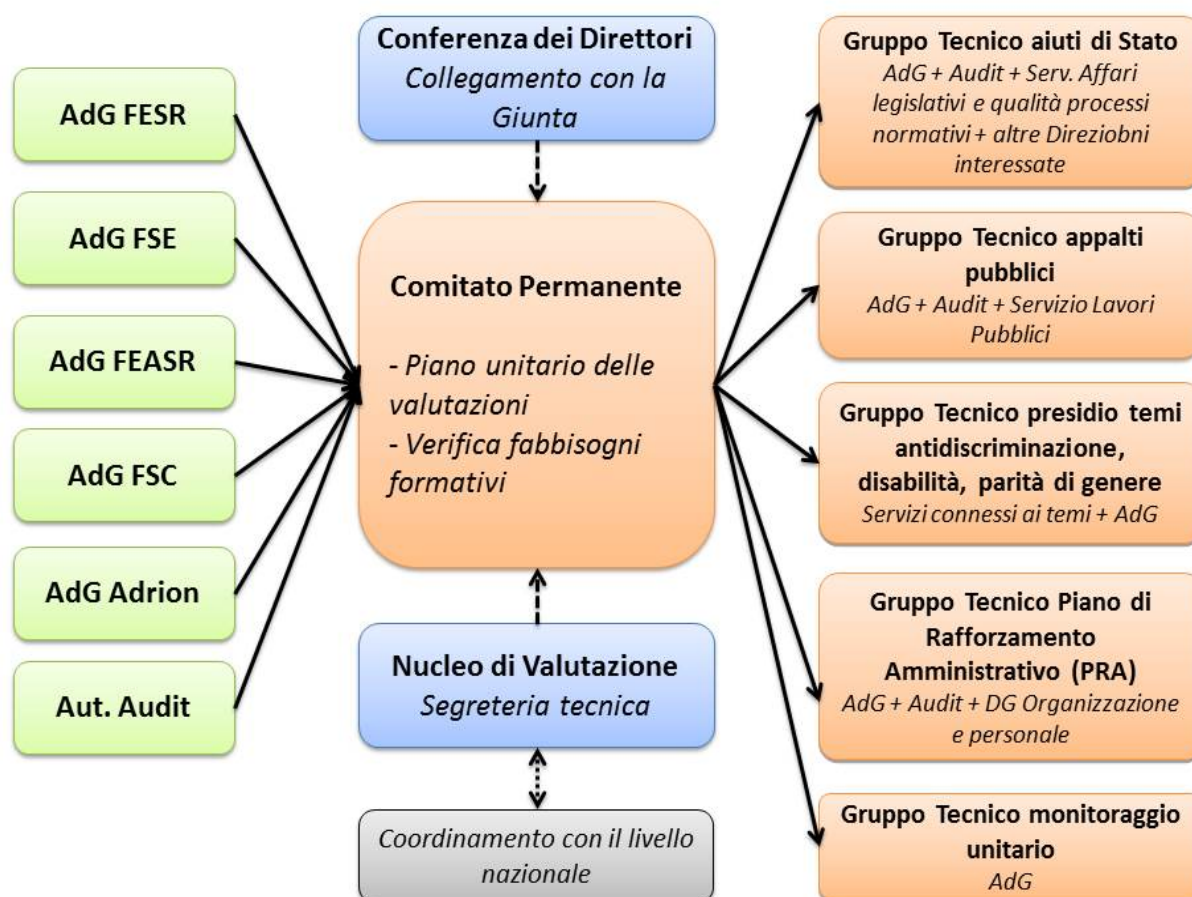 AdG FESR
AdG FSE
AdG FEASR
AdG FSC
AdG Adrion
Aut. Audit
Conferenza dei Direttori
Collegamento con la
Giunta
Comitato Permanente
- Piano unitario delle
valutazioni
- Verifica fabbisogni
formativi
Nucleo di Valutazione
Segreteria tecnica
Coordinamento con il livello
nazionale
Gruppo Tecnico aiuti di Stato
AdG + Audit + Serv. Affari
legislativi e qualità processi
normativi + altre Direziobni
interessate
Gruppo Tecnico appalti
pubblici
AdG + Audit + Servizio Lavori
Pubblici
Gruppo Tecnico presidio temi
antidiscriminazione,
disabilità, parità di genere
Servizi connessi ai temi + AdG
Gruppo Tecnico Piano di
Rafforzamento
Amministrativo (PRA)
AdG + Audit + DG Organizzazione
e personale
Gruppo Tecnico monitoraggio
unitario
AdG